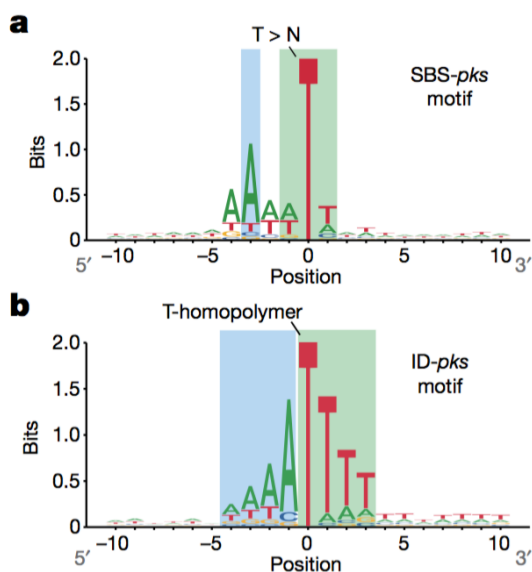 a
T > N
SBS-pks
motif
2.0
1.5
1.0
0.5
0
Bits
5′ −10 −5 0 5 10 3′
Position
b
T-homopolymer
ID-pks
motif
2.0
1.5
1.0
0.5
0
Bits
5′ −10 −5 0 5 10 3′
Position